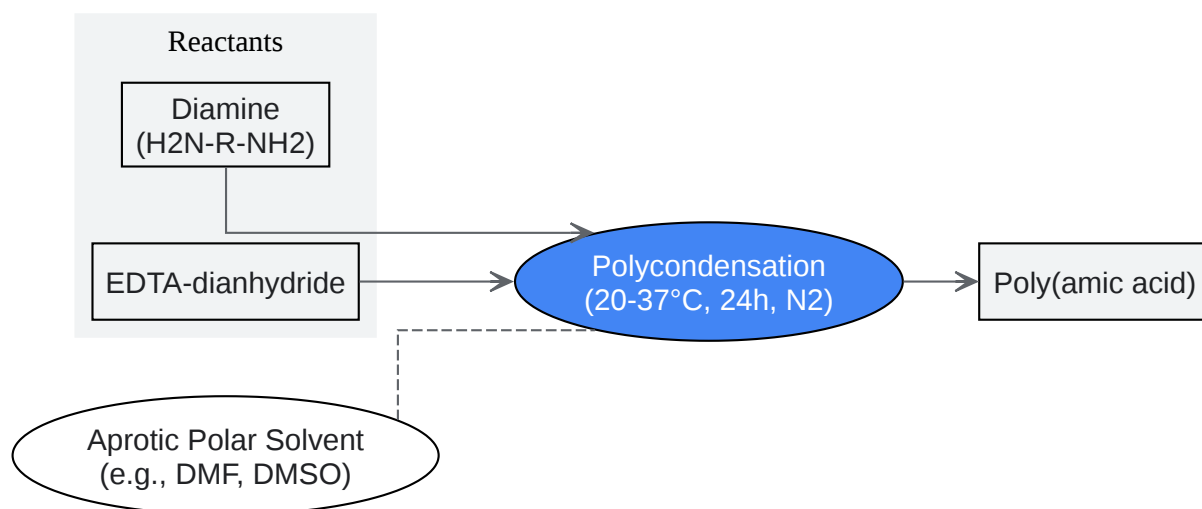 Reactants
Diamine
(H2N-R-NH2)
EDTA-dianhydride
Polycondensation
(20-37°C, 24h, N2)
Poly(amic acid)
Aprotic Polar Solvent
(e.g., DMF, DMSO)